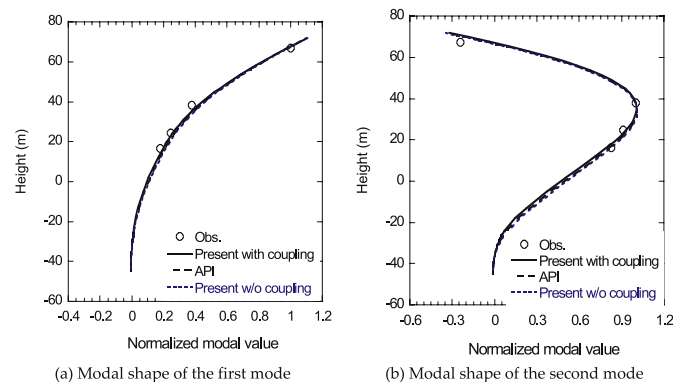 80
60
40
20
0
-20
-40
60
Height (m)
Obs.
Present with coupling
API
Present w/o coupling
-0.4 -0.2 0 0.2 0.4 0.6 0.8 1 1.2
Normalized modal value
(a) Modal shape of the first mode
80
60
40
20
0
-20
-40
60
Height (m)
Obs.
Present with coupling
API
Present w/o coupling
-0.6 -0.3 0 0.3 0.6 0.9 1.2
Normalized modal value
(b) Modal shape of the second mode